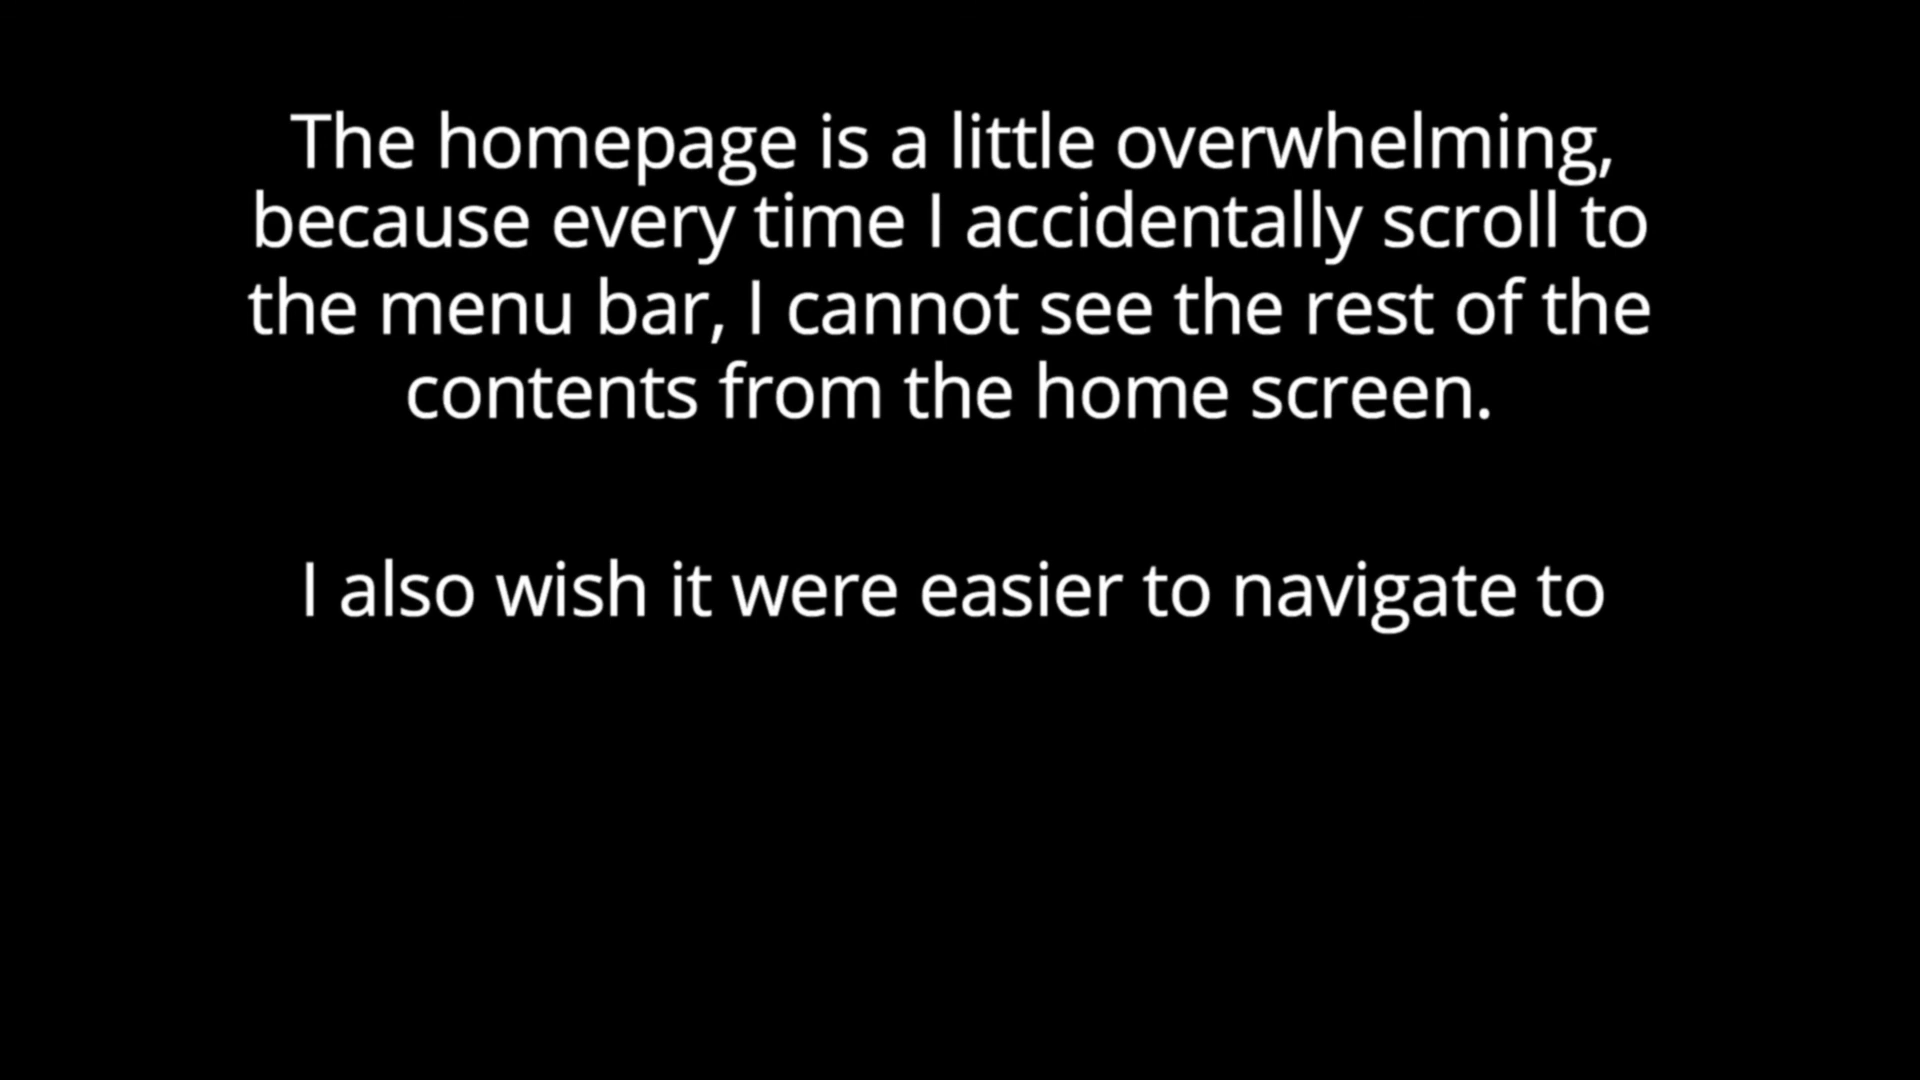 The homepage is a little overwhelming,
because every time I accidentally scroll to
the menu bar, I cannot see the rest of the
contents from the home screen.
I also wish it were easier to navigate to